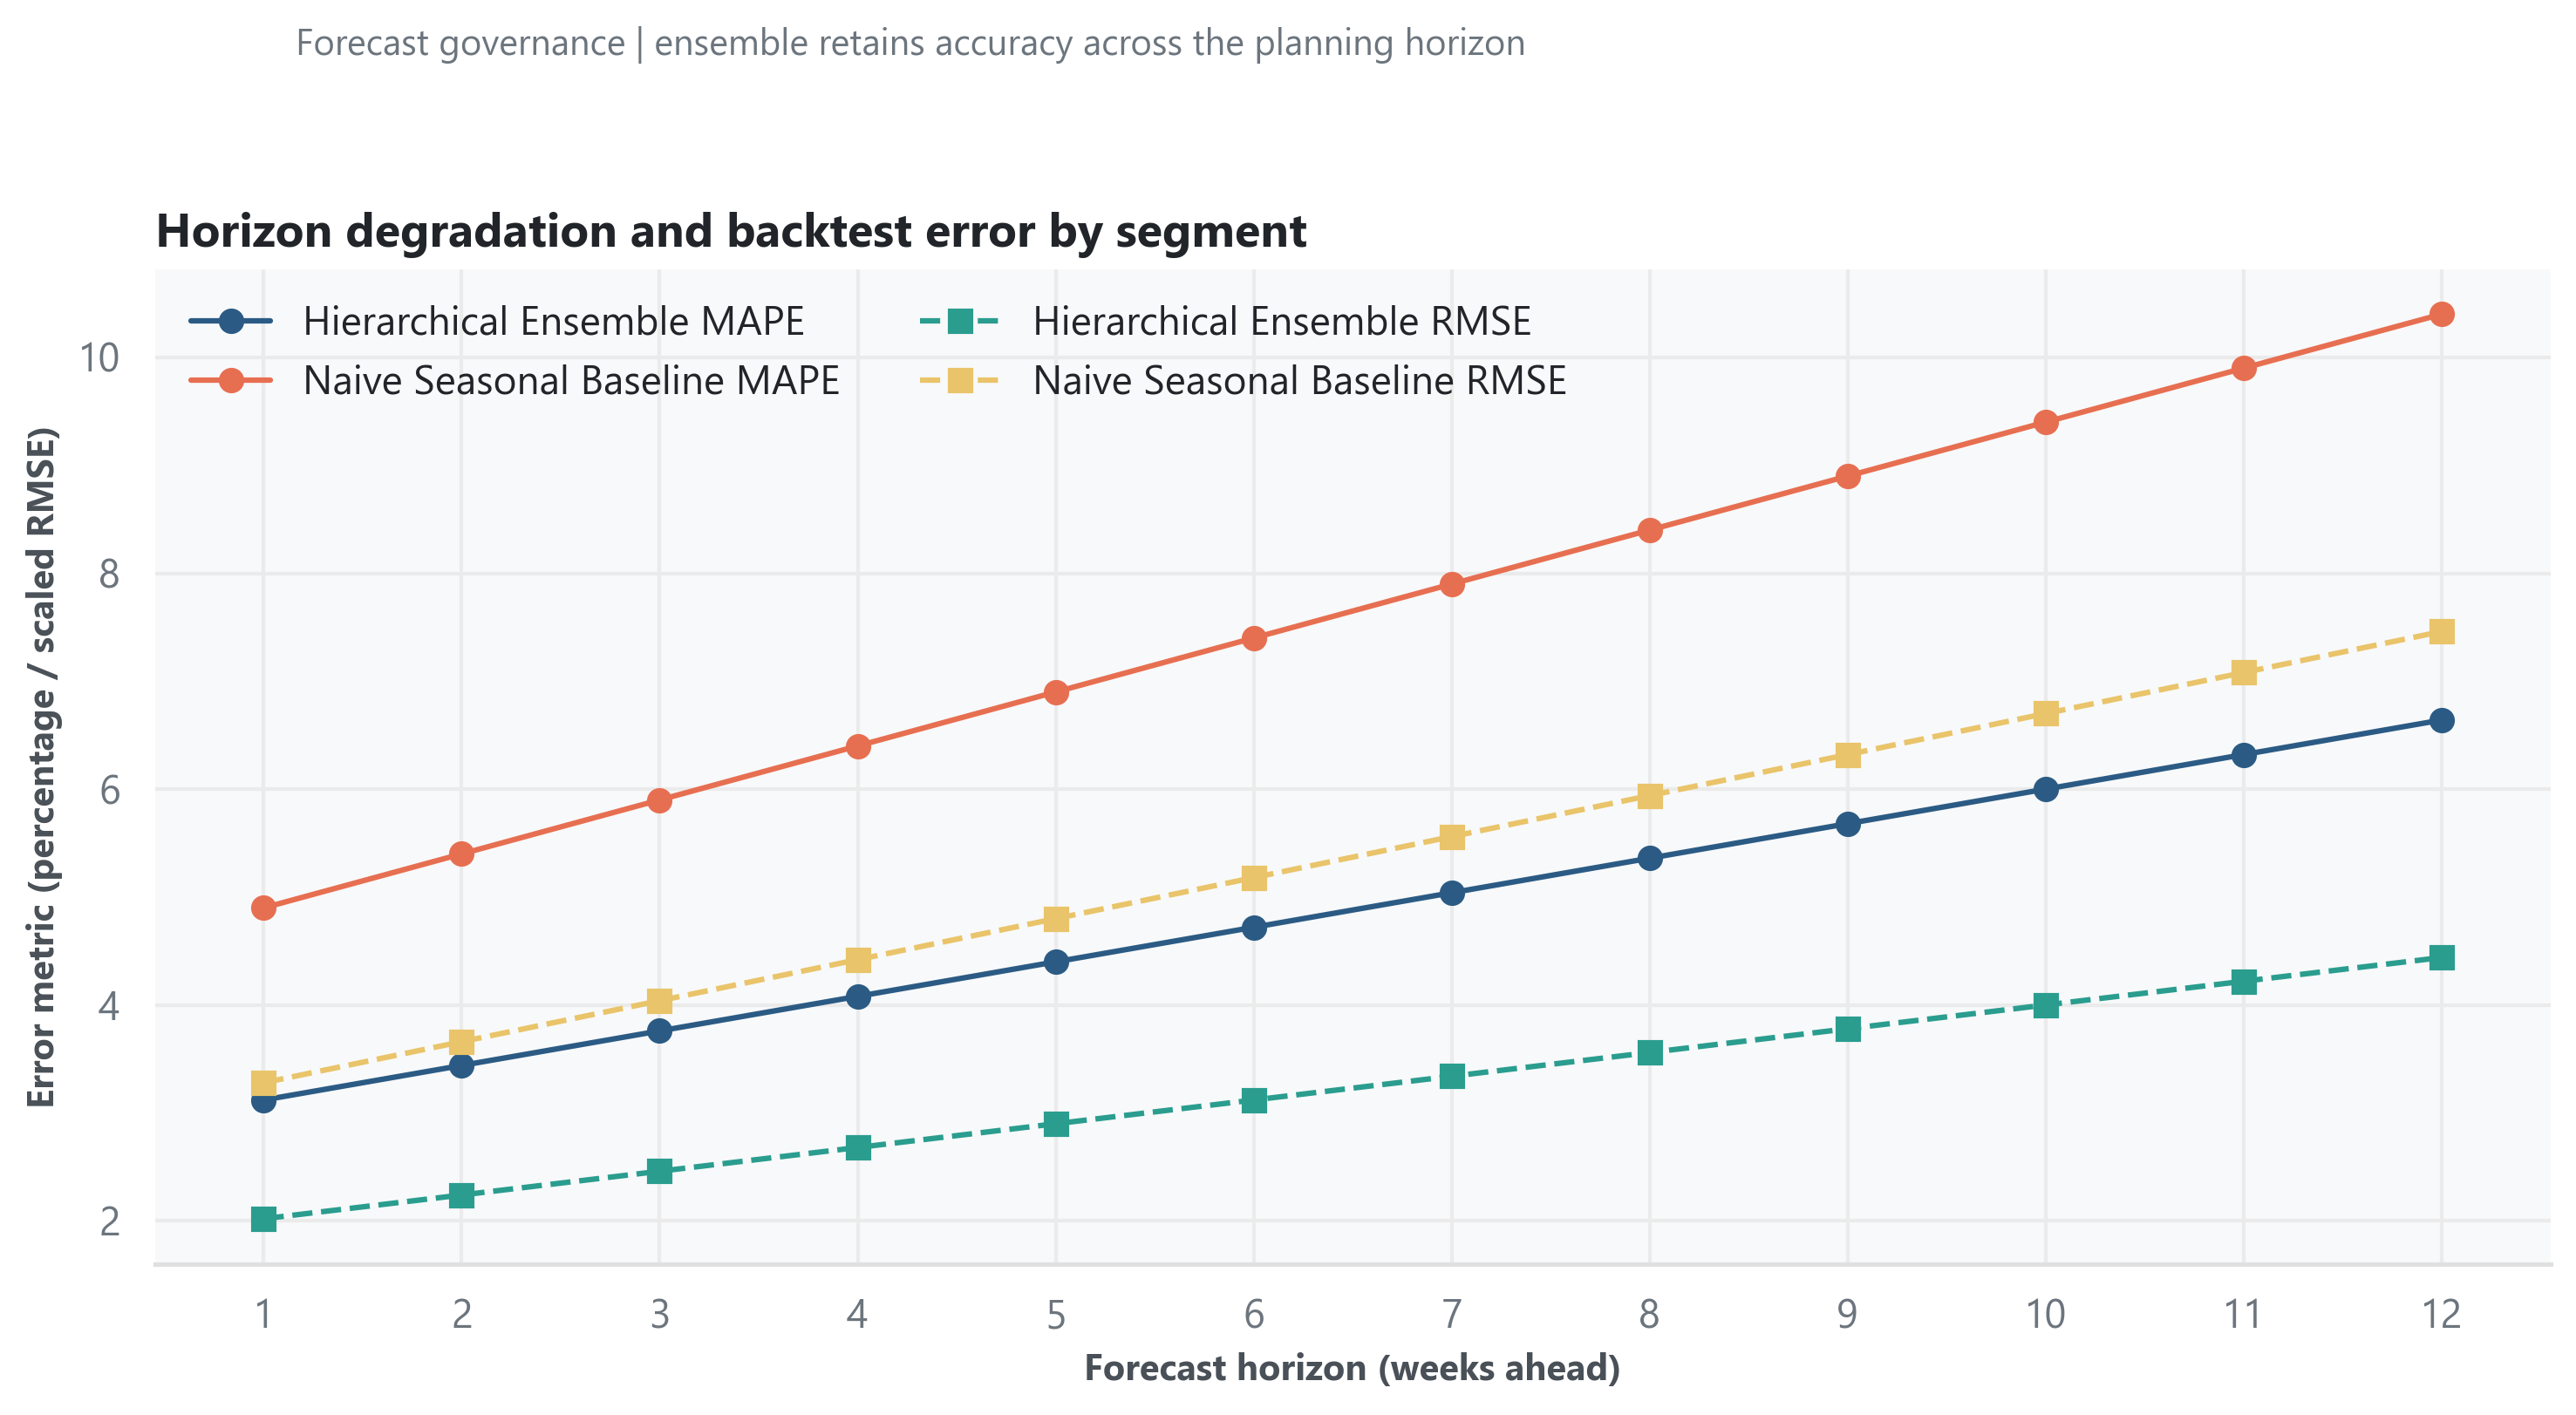 Forecast governance | ensemble retains accuracy across the planning horizon
Horizon degradation and backtest error by segment
Hierarchical Ensemble MAPE
Naive Seasonal Baseline MAPE
Hierarchical Ensemble RMSE
Naive Seasonal Baseline RMSE
Error metric (percentage / scaled RMSE)
10
8
6
4
2
1 2 3 4 5 6 7 8 9 10 11 12
Forecast horizon (weeks ahead)